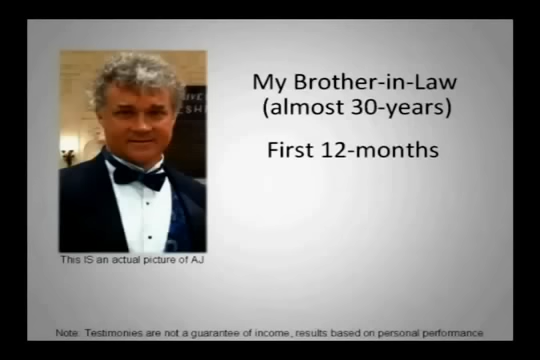 My Brother-in-Law
(almost 30-years)
First 12-months
This IS an actual picture of AJ
Note: Testimonies are not a guarantee of income, results based on personal performance